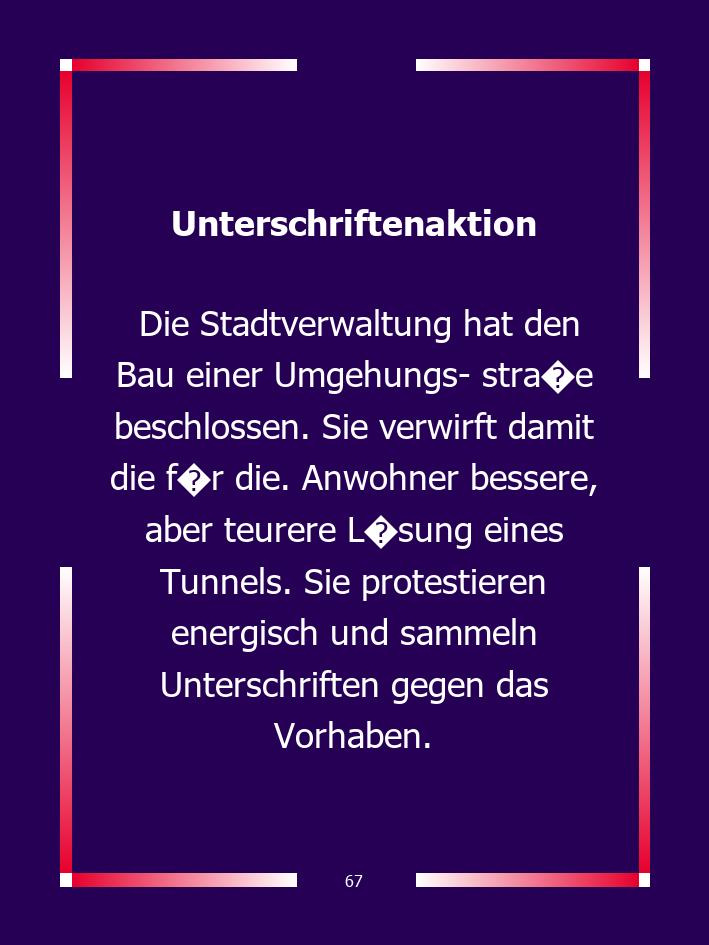 Unterschriftenaktion
Die Stadtverwaltung hat den
Bau einer Umgehungs- stra�e
beschlossen. Sie verwirft damit
die f�r die. Anwohner bessere,
aber teurere L�sung eines
Tunnels. Sie protestieren
energisch und sammeln
Unterschriften gegen das
Vorhaben.
67